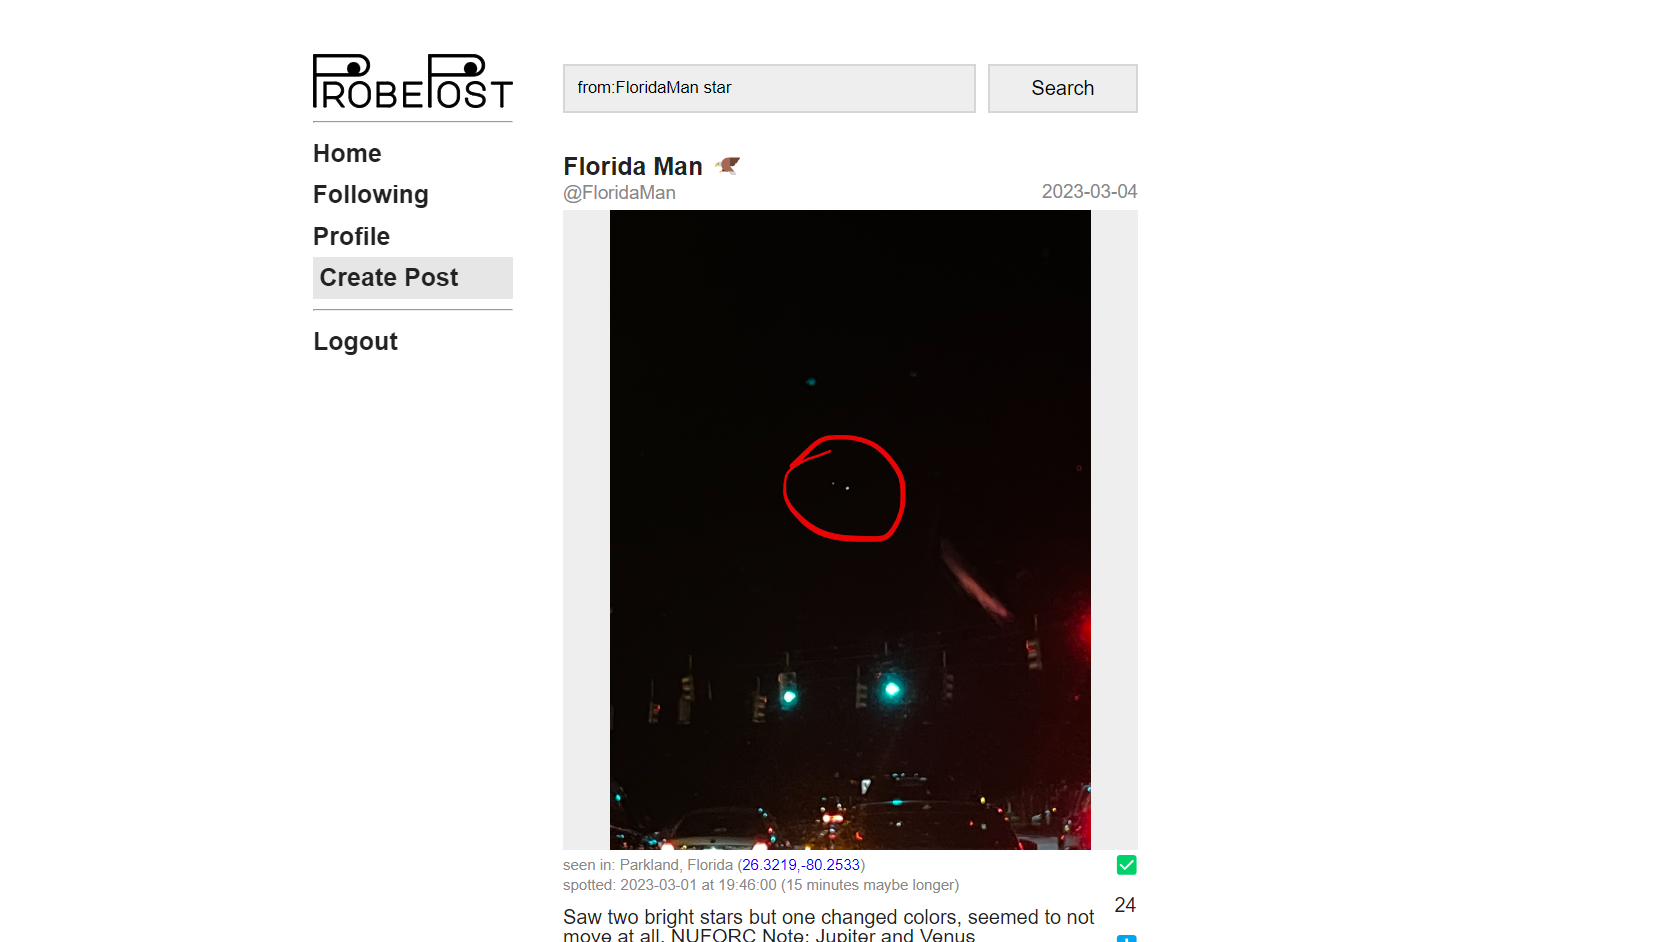 PROBEPOST
from:FloridaMan star
Search
Home
Following
Profile
Create Post
Logout
Florida Man
@FloridaMan
2023-03-04
seen in: Parkland, Florida (26.3219,-80.2533)
spotted: 2023-03-01 at 19:46:00 (15 minutes maybe longer)
24
Saw two bright stars but one changed colors, seemed to not
move at all. NUFORC Note: Jupiter and Venus